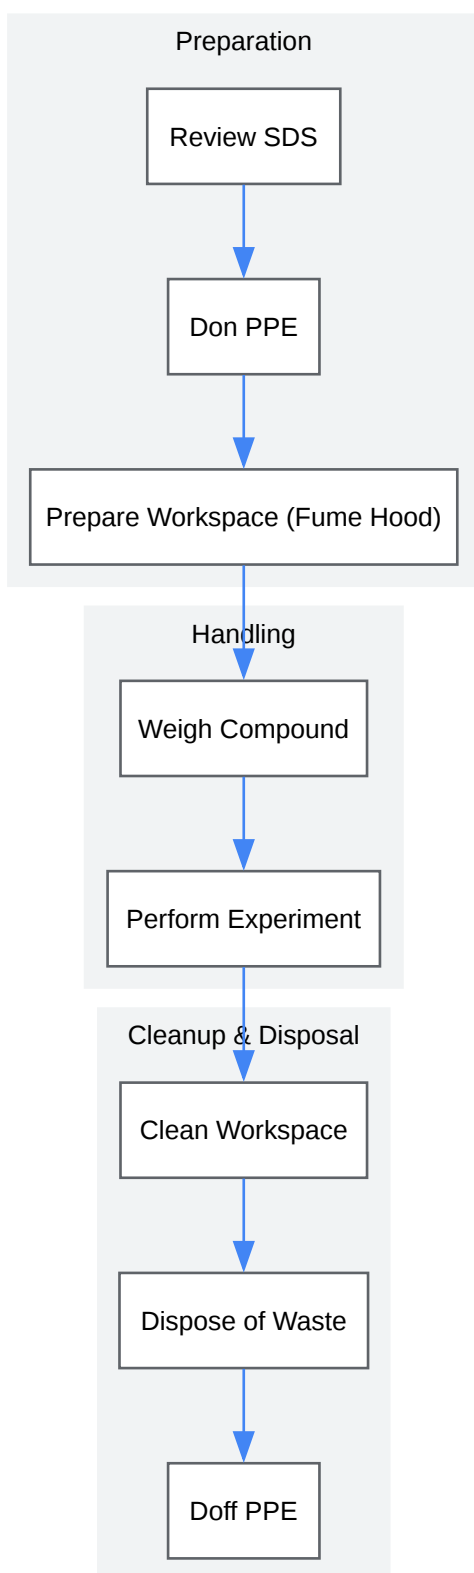 Preparation
Review SDS
Don PPE
Prepare Workspace (Fume Hood)
Handling
Weigh Compound
Perform Experiment
Cleanup & Disposal
Clean Workspace
Dispose of Waste
Doff PPE